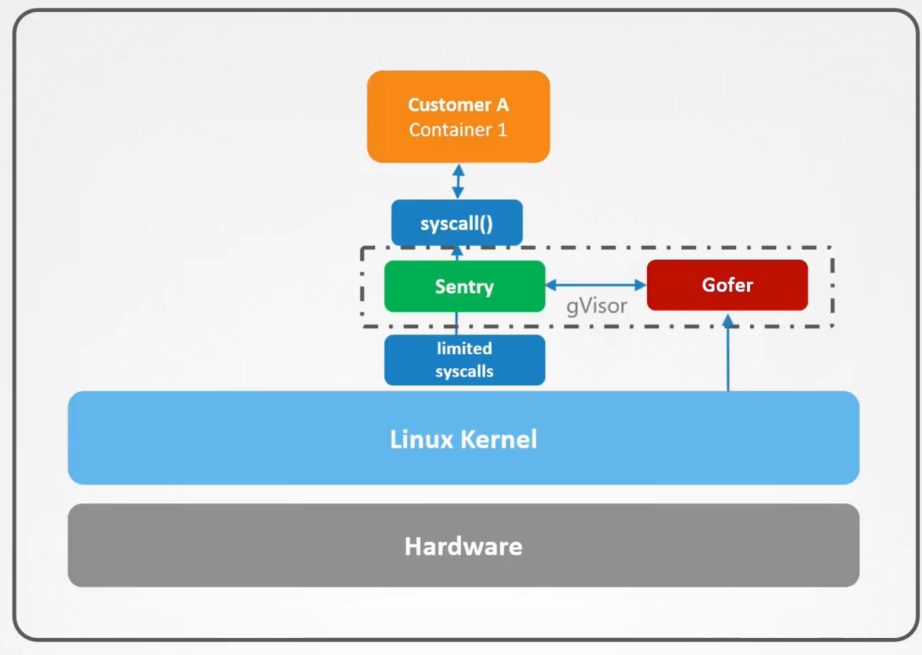 Customer A
Container 1
syscall()
Sentry
Gofer
gVisor
limited
syscalls
Linux Kernel
Hardware